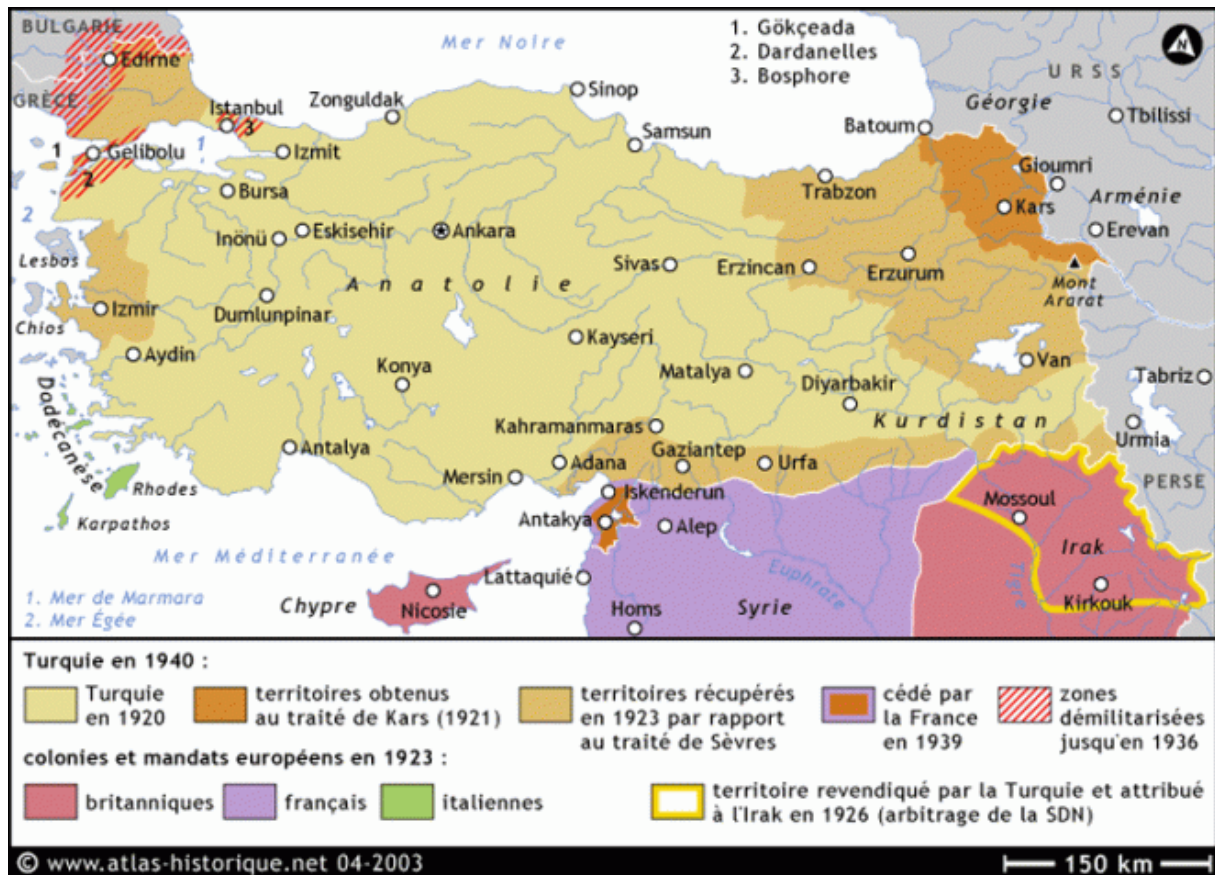 BULGARIE
Mer Noire
1. Gökçeada
2. Dardanelles
3. Bosphore
N
Edirne
URSS
GRÈCE
Istanbul
Zonguldak
Sinop
Géorgie
Tbilissi
3
Samsun
Batoum
1
Gelibolu
1
Izmit
2
Trabzon
Gioumri
Bursa
Kars
Arménie
2
Inönü
Eskisehir
Ankara
Erevan
Lesbos
Anatolie
Sivas
Erzincan
Erzurum
Mont
Ararat
Izmir
Dumlunpinar
Chios
Kayseri
Aydin
Van
Konya
Matalya
Diyarbakir
Tabriz
Dodécanèse
Kahramanmaras
Kurdistan
Urmia
Antalya
Gaziantep
Mersin
Adana
Urfa
PERSE
Rhodes
Iskenderun
Mossoul
Karpathos
Antakya
Alep
Irak
Mer Méditerranée
Lattaquié
Euphrate
Tigre
1. Mer de Marmara
2. Mer Égée
Chypre
Nicosie
Homs
Syrie
Kirkouk
Turquie en 1940 :
Turquie
en 1920
territoires obtenus
au traité de Kars (1921)
territoires récupérés
en 1923 par rapport
au traité de Sèvres
cédé par
la France
en 1939
zones
démilitarisées
jusqu'en 1936
colonies et mandats européens en 1923 :
britanniques
français
italiennes
territoire revendiqué par la Turquie et attribué
à l'Irak en 1926 (arbitrage de la SDN)
© www.atlas-historique.net 04-2003
150 km